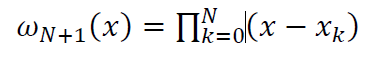 ω_{N+1}(x) = ∏_{k=0}^{N}(x − x_k)